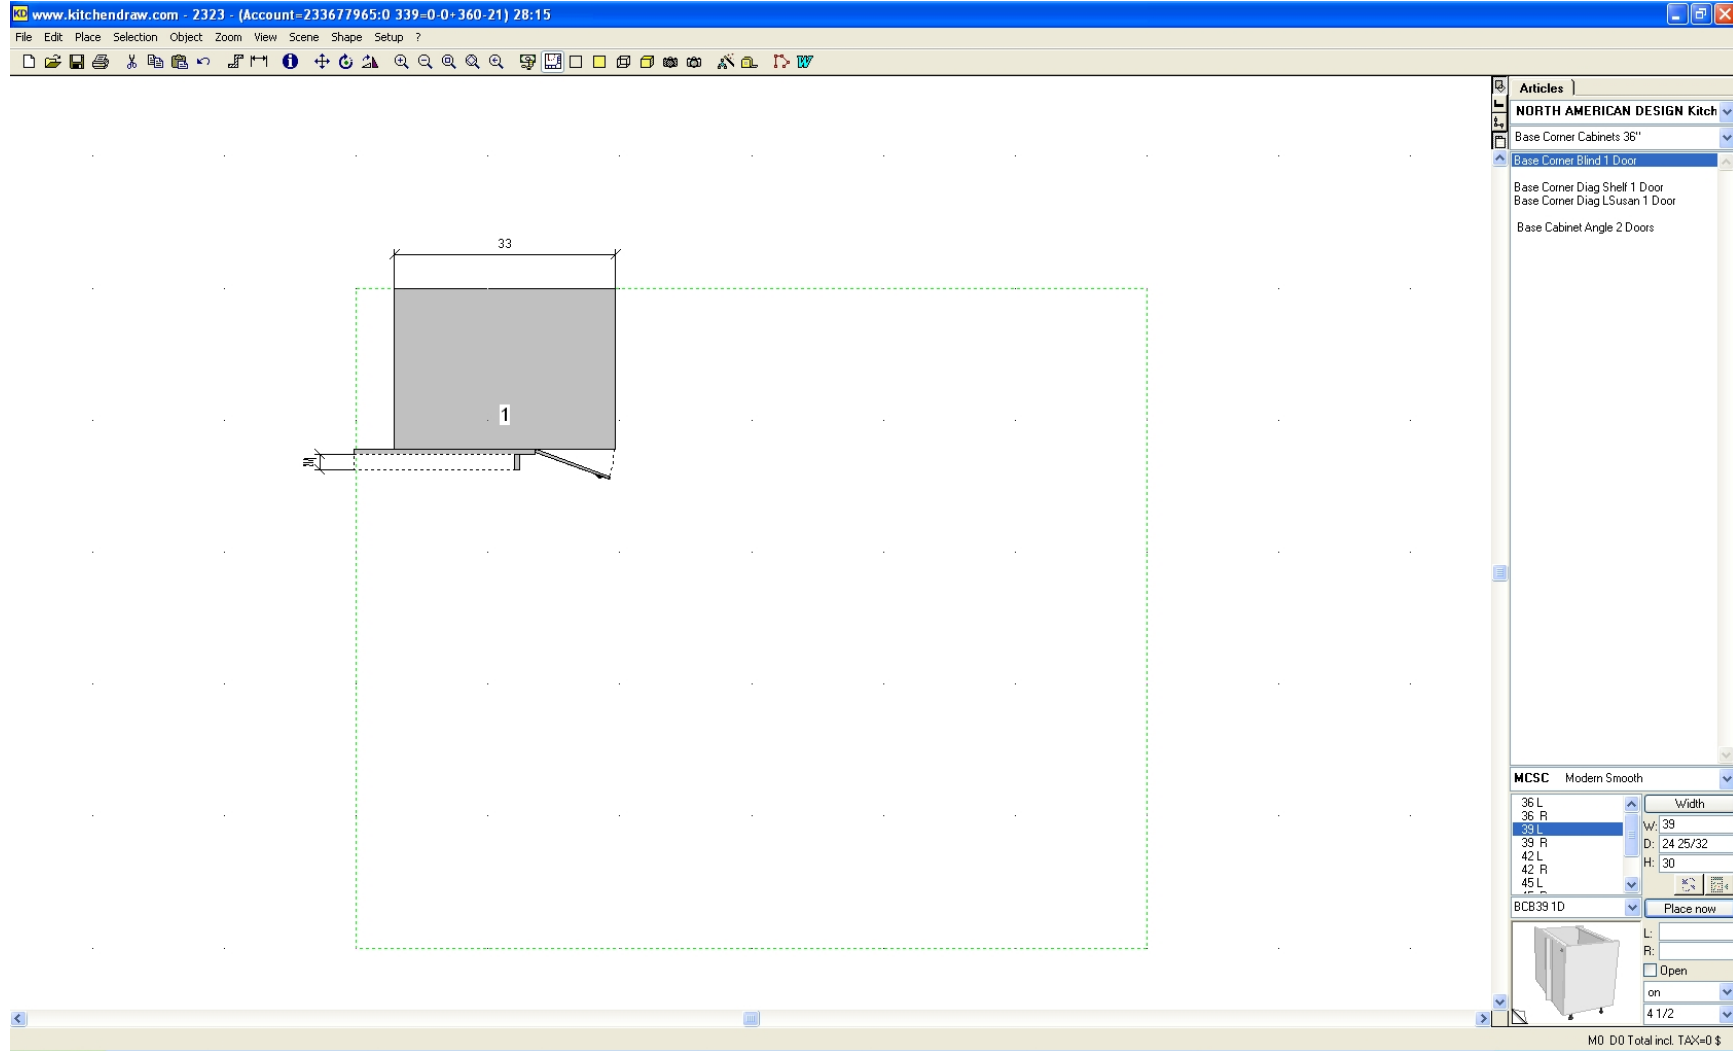 KD www.kitchendraw.com - 2323 - (Account=233677965:0 339=0-0+360-21) 28:15
File Edit Place Selection Object Zoom View Scene Shape Setup ?
Articles
NORTH AMERICAN DESIGN Kitch
Base Corner Cabinets 36"
Base Corner Blind 1 Door
Base Corner Diag Shelf 1 Door
Base Corner Diag LSusan 1 Door
Base Cabinet Angle 2 Doors
33
1
MCSC Modern Smooth
36 L
36 R
39 L
39 R
42 L
42 R
45 L
Width
W: 39
D: 24 25/32
H: 30
BCB39 1D
Place now
L:
R:
Open
on
4 1/2
M0 D0 Total incl. TAX=0 $